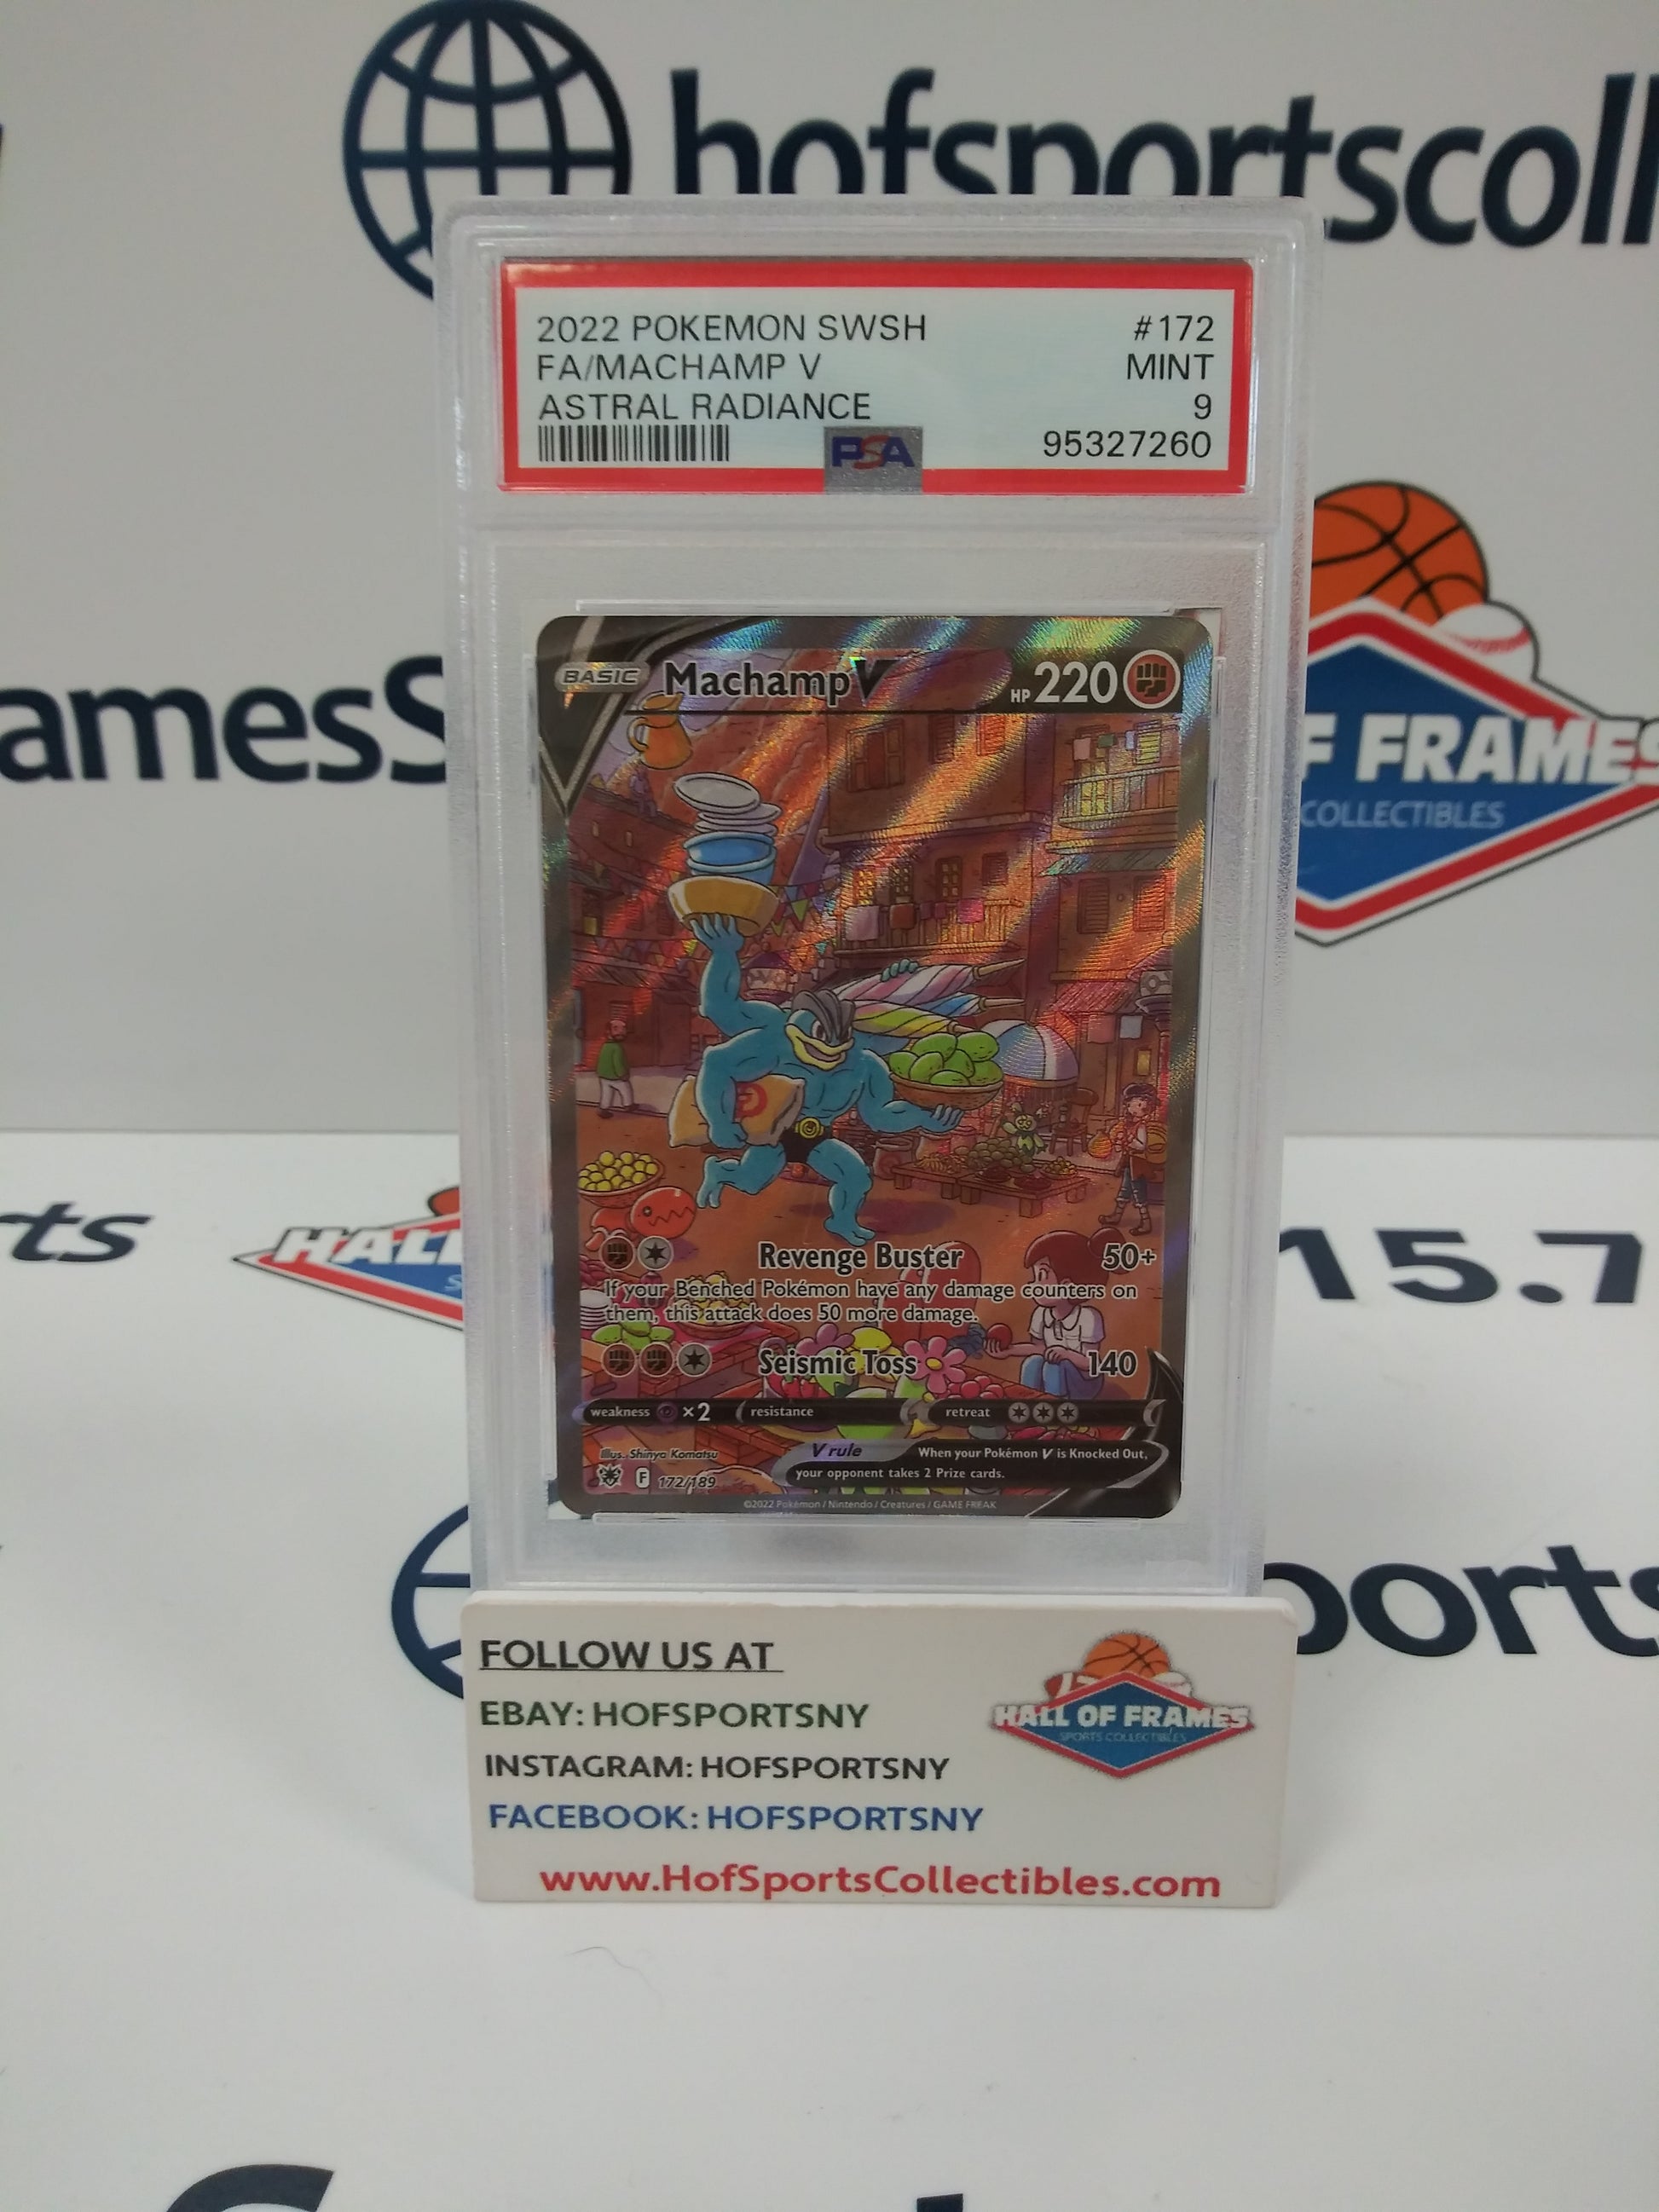 hofsportscoll
2022 POKEMON SWSH #172
FA/MACHAMP V MINT
ASTRAL RADIANCE 9
PSA 95327260
BASIC Machamp V HP 220
amesS
F FRAMES
COLLECTIBLES
Revenge Buster 50+
If your Benched Pokémon have any damage counters on
them, this attack does 50 more damage.
Seismic Toss 140
weakness ×2 resistance retreat
Illus. Shinya Komatsu
V rule When your Pokémon V is Knocked Out,
your opponent takes 2 Prize cards.
F 172/189
©2022 Pokémon / Nintendo / Creatures / GAME FREAK
rts
HALL
S
15.7
ports
FOLLOW US AT
EBAY: HOFSPORTSNY
INSTAGRAM: HOFSPORTSNY
FACEBOOK: HOFSPORTSNY
www.HofSportsCollectibles.com
HALL OF FRAMES
SPORTS COLLECTIBLES